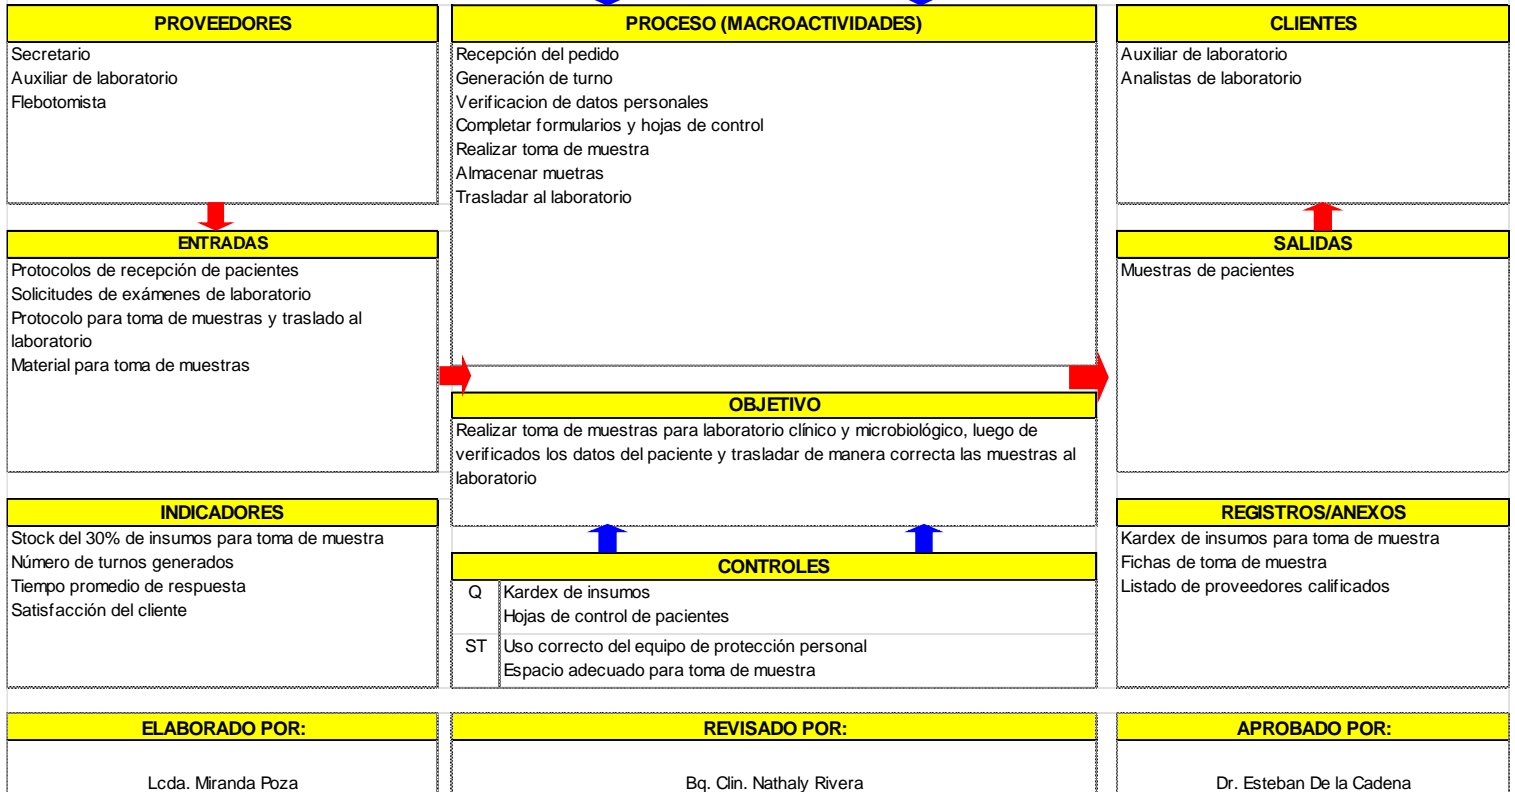 PROVEEDORES
Secretario
Auxiliar de laboratorio
Flebotomista
ENTRADAS
Protocolos de recepción de pacientes
Solicitudes de exámenes de laboratorio
Protocolo para toma de muestras y traslado al
laboratorio
Material para toma de muestras
INDICADORES
Stock del 30% de insumos para toma de muestra
Número de turnos generados
Tiempo promedio de respuesta
Satisfacción del cliente
PROCESO (MACROACTIVIDADES)
Recepción del pedido
Generación de turno
Verificacion de datos personales
Completar formularios y hojas de control
Realizar toma de muestra
Almacenar muetras
Trasladar al laboratorio
OBJETIVO
Realizar toma de muestras para laboratorio clínico y microbiológico, luego de
verificados los datos del paciente y trasladar de manera correcta las muestras al
laboratorio
CONTROLES
Q Kardex de insumos
Hojas de control de pacientes
ST Uso correcto del equipo de protección personal
Espacio adecuado para toma de muestra
CLIENTES
Auxiliar de laboratorio
Analistas de laboratorio
SALIDAS
Muestras de pacientes
REGISTROS/ANEXOS
Kardex de insumos para toma de muestra
Fichas de toma de muestra
Listado de proveedores calificados
ELABORADO POR:
Lcda. Miranda Poza
REVISADO POR:
Bq. Clin. Nathaly Rivera
APROBADO POR:
Dr. Esteban De la Cadena